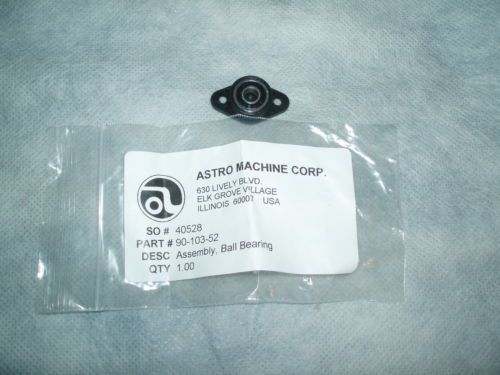 ASTRO MACHINE CORP.
630 LIVELY BLVD.
ELK GROVE VILLAGE
ILLINOIS 60007 USA
SO # 40528
PART # 90-103-52
DESC Assembly, Ball Bearing
QTY 1.00